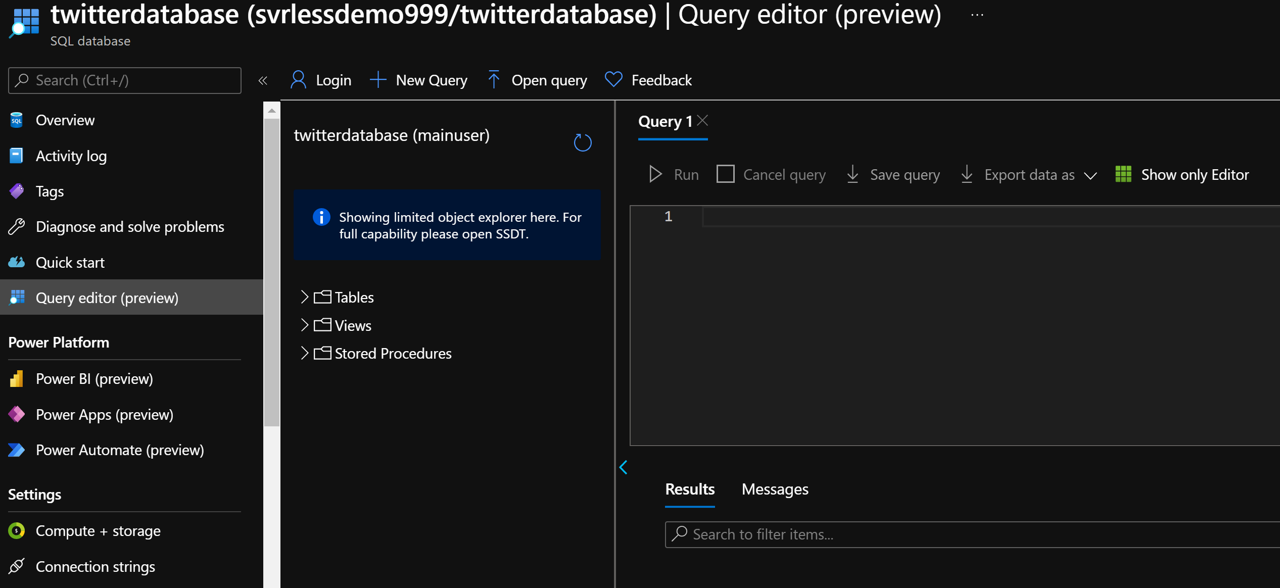 twitterdatabase (svrlessdemo999/twitterdatabase) | Query editor (preview) ...
SQL database
Search (Ctrl+/)
«
Login
New Query
Open query
Feedback
SQL
Overview
Activity log
Tags
Diagnose and solve problems
Quick start
Query editor (preview)
Power Platform
Power BI (preview)
Power Apps (preview)
Power Automate (preview)
Settings
Compute + storage
Connection strings
twitterdatabase (mainuser)
Showing limited object explorer here. For
full capability please open SSDT.
Tables
Views
Stored Procedures
Query 1
Run
Cancel query
Save query
Export data as
Show only Editor
1
Results
Messages
Search to filter items...